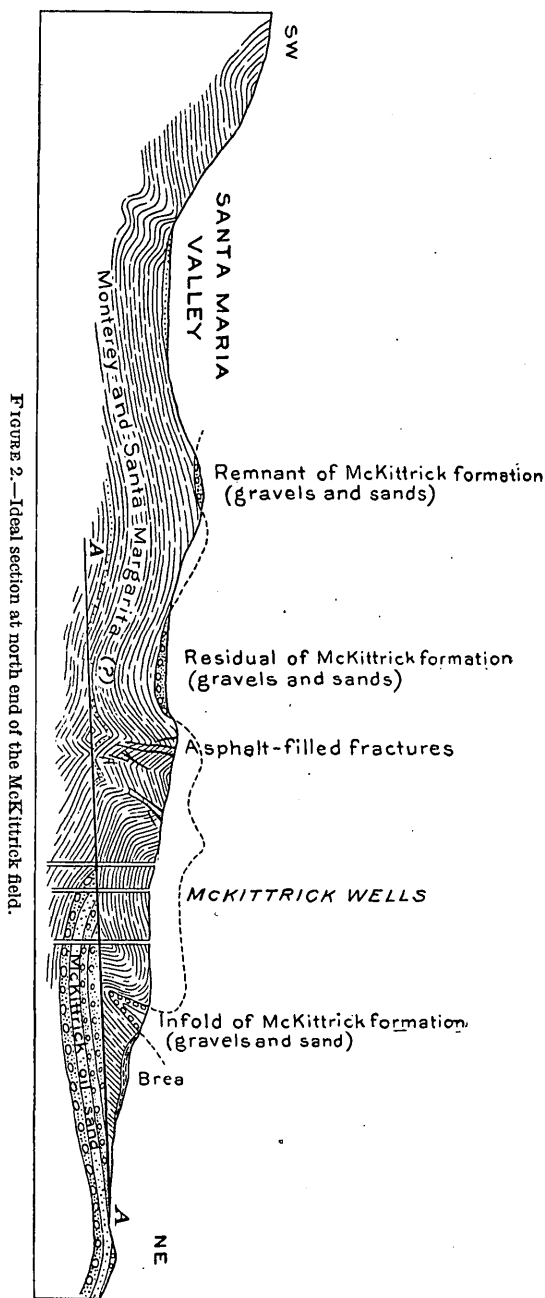 SW
SANTA MARIA
VALLEY
Remnant of McKittrick formation
(gravels and sands)
Residual of McKittrick formation
(gravels and sands)
Asphalt-filled fractures
MCKITTRICK WELLS
Infold of McKittrick formation
(gravels and sand)
Brea
NE
Monterey and Santa Margarita (?)
A
McKittrick oil sand
A
FIGURE 2.—Ideal section at north end of the McKittrick field.